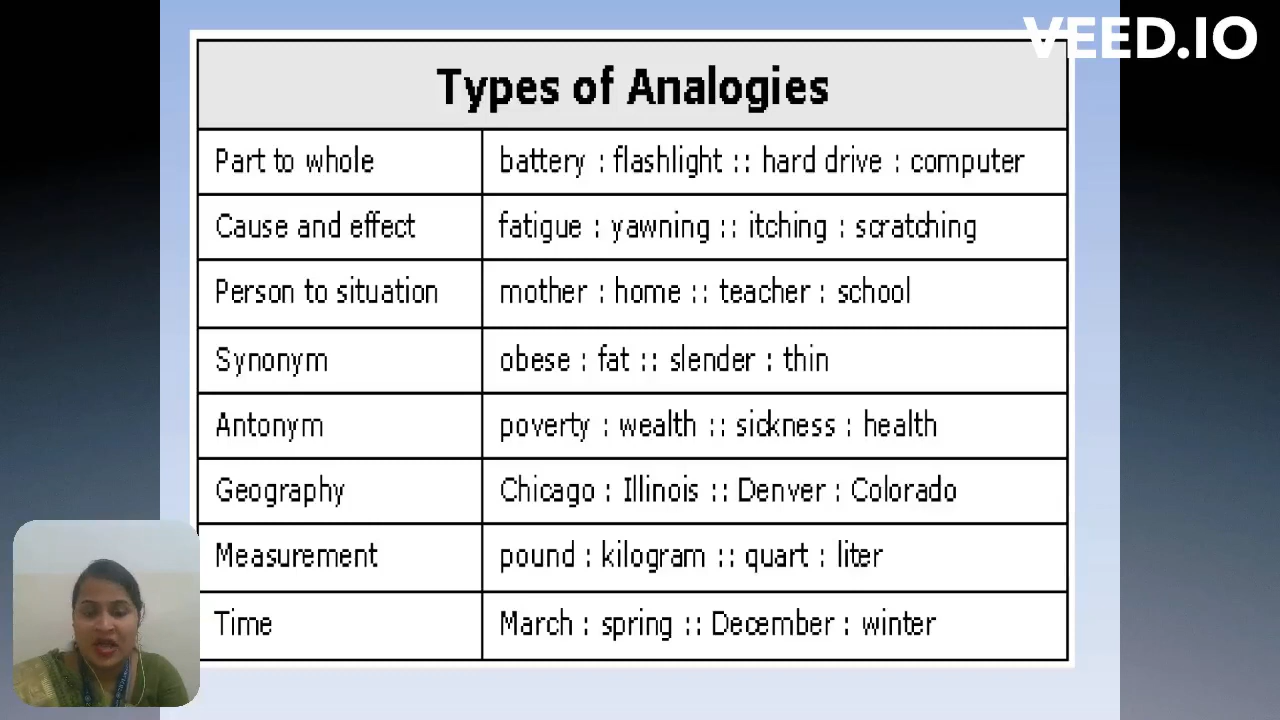 VEED.IO
Types of Analogies
Part to whole battery : flashlight :: hard drive : computer
Cause and effect fatigue : yawning :: itching : scratching
Person to situation mother : home :: teacher : school
Synonym obese : fat :: slender : thin
Antonym poverty : wealth :: sickness : health
Geography Chicago : Illinois :: Denver : Colorado
Measurement pound : kilogram :: quart : liter
Time March : spring :: December : winter